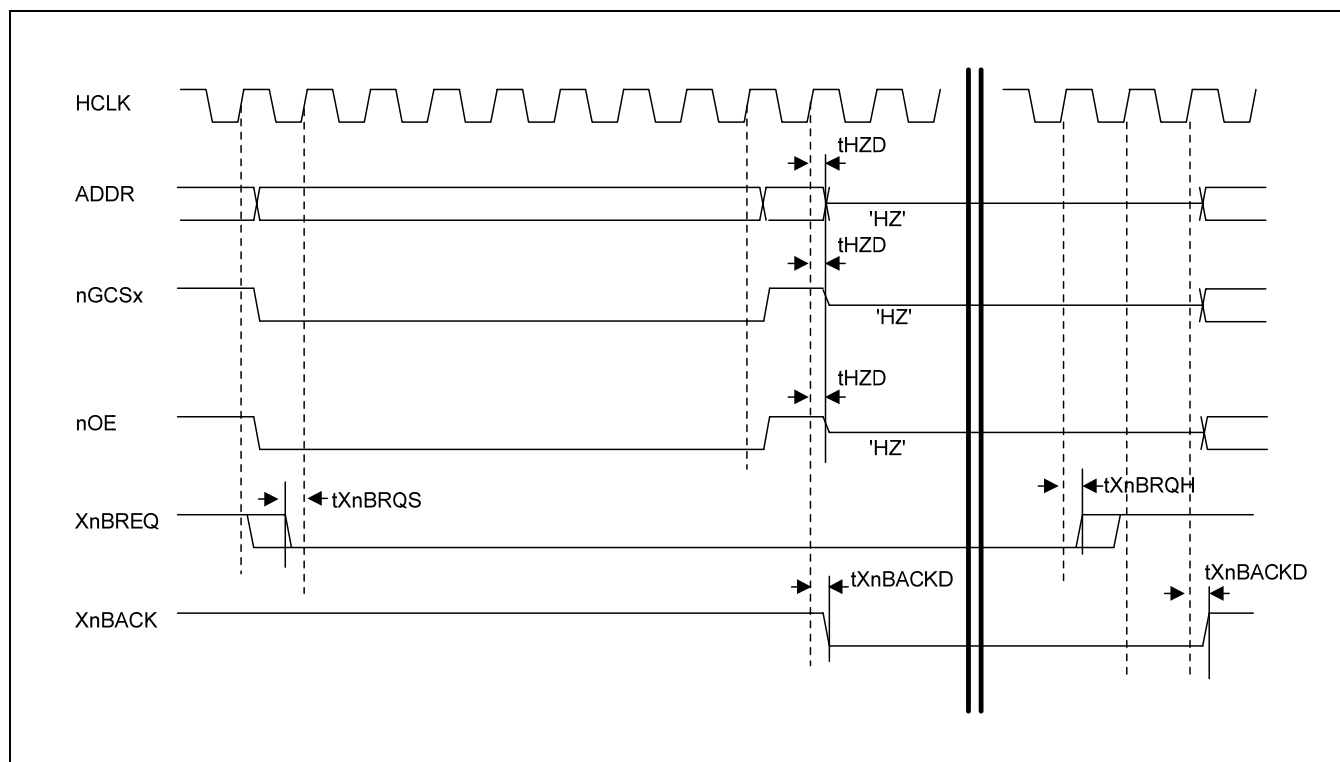 HCLK
tHZD
ADDR
'HZ'
tHZD
nGCSx
'HZ'
tHZD
nOE
'HZ'
tXnBRQS
tXnBRQH
XnBREQ
tXnBACKD
tXnBACKD
XnBACK